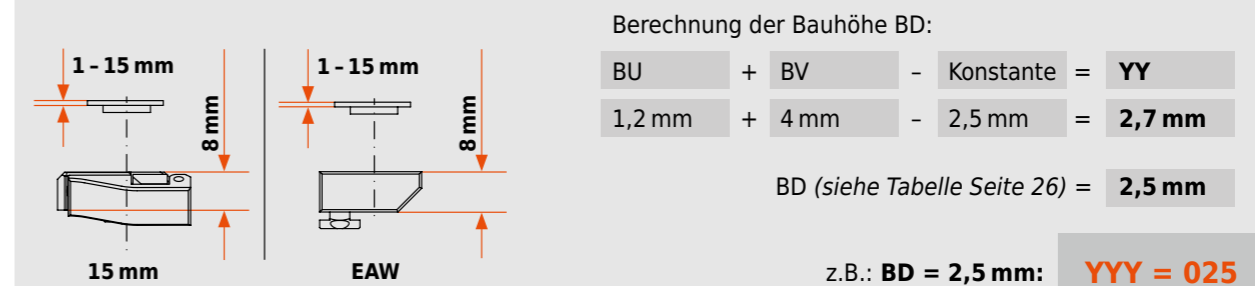 1 – 15 mm
8 mm
15 mm
1 – 15 mm
8 mm
EAW
Berechnung der Bauhöhe BD:
BU + BV – Konstante = YY
1,2 mm + 4 mm – 2,5 mm = 2,7 mm
BD (siehe Tabelle Seite 26) = 2,5 mm
z.B.: BD = 2,5 mm: YYY = 025